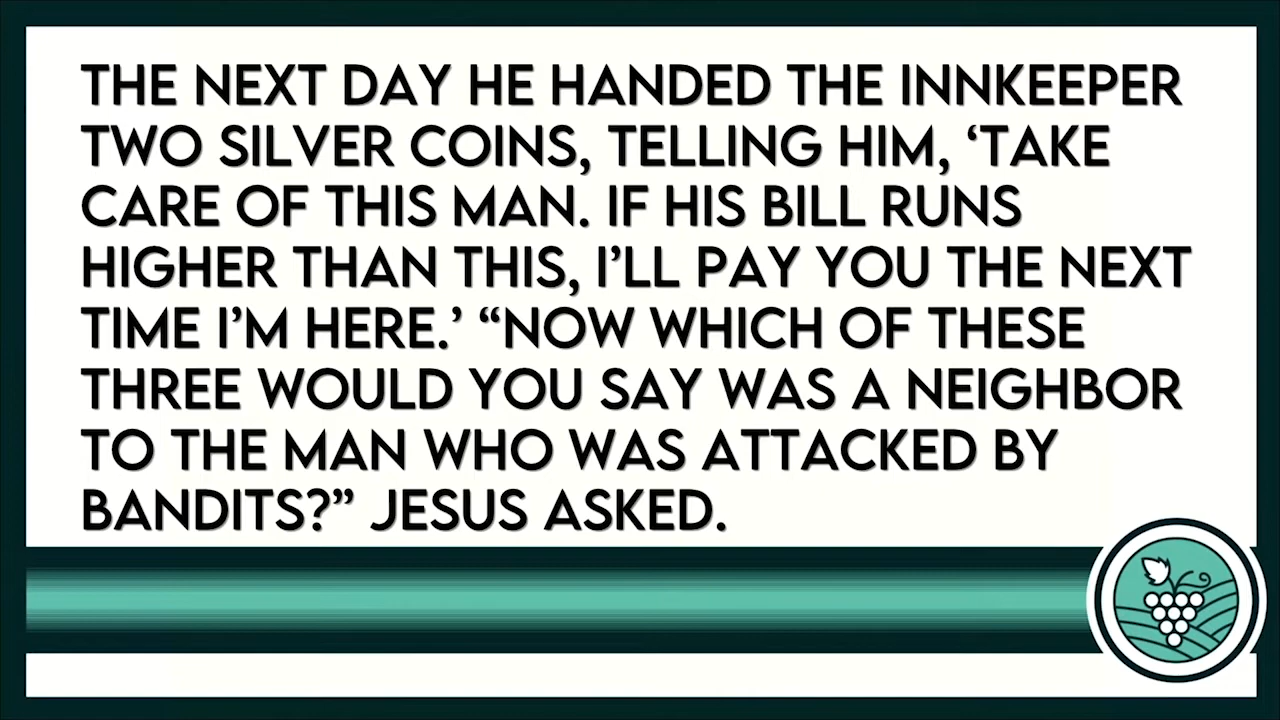 THE NEXT DAY HE HANDED THE INNKEEPER
TWO SILVER COINS, TELLING HIM, ‘TAKE
CARE OF THIS MAN. IF HIS BILL RUNS
HIGHER THAN THIS, I’LL PAY YOU THE NEXT
TIME I’M HERE.’ “NOW WHICH OF THESE
THREE WOULD YOU SAY WAS A NEIGHBOR
TO THE MAN WHO WAS ATTACKED BY
BANDITS?” JESUS ASKED.